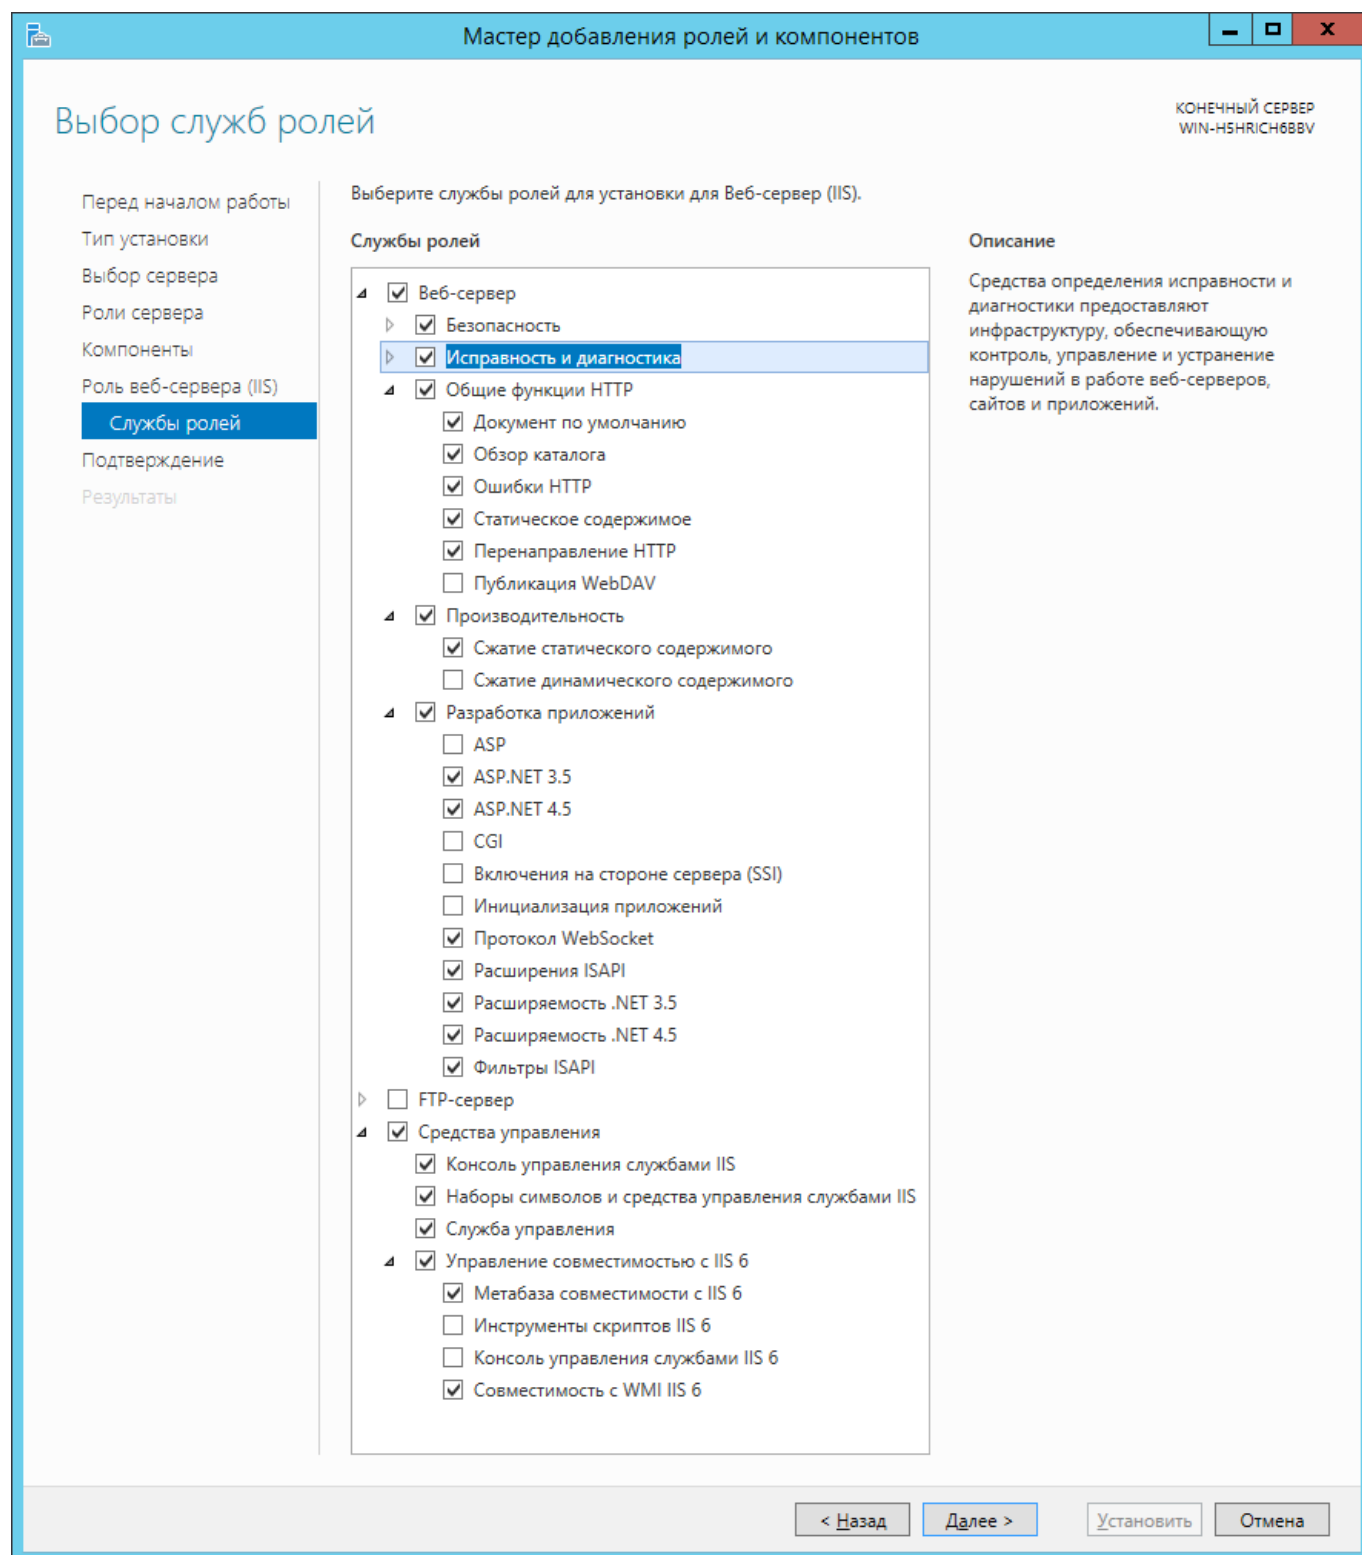 Мастер добавления ролей и компонентов
Выбор служб ролей
КОНЕЧНЫЙ СЕРВЕР
WIN-H5HRICH6BBV
Перед началом работы
Тип установки
Выбор сервера
Роли сервера
Компоненты
Роль веб-сервера (IIS)
Службы ролей
Подтверждение
Результаты
Выберите службы ролей для установки для Веб-сервер (IIS).
Службы ролей
Веб-сервер
Безопасность
Исправность и диагностика
Общие функции HTTP
Документ по умолчанию
Обзор каталога
Ошибки HTTP
Статическое содержимое
Перенаправление HTTP
Публикация WebDAV
Производительность
Сжатие статического содержимого
Сжатие динамического содержимого
Разработка приложений
ASP
ASP.NET 3.5
ASP.NET 4.5
CGI
Включения на стороне сервера (SSI)
Инициализация приложений
Протокол WebSocket
Расширения ISAPI
Расширяемость .NET 3.5
Расширяемость .NET 4.5
Фильтры ISAPI
FTP-сервер
Средства управления
Консоль управления службами IIS
Наборы символов и средства управления службами IIS
Служба управления
Управление совместимостью с IIS 6
Метабаза совместимости с IIS 6
Инструменты скриптов IIS 6
Консоль управления службами IIS 6
Совместимость с WMI IIS 6
Описание
Средства определения исправности и
диагностики предоставляют
инфраструктуру, обеспечивающую
контроль, управление и устранение
нарушений в работе веб-серверов,
сайтов и приложений.
< Назад
Далее >
Установить
Отмена